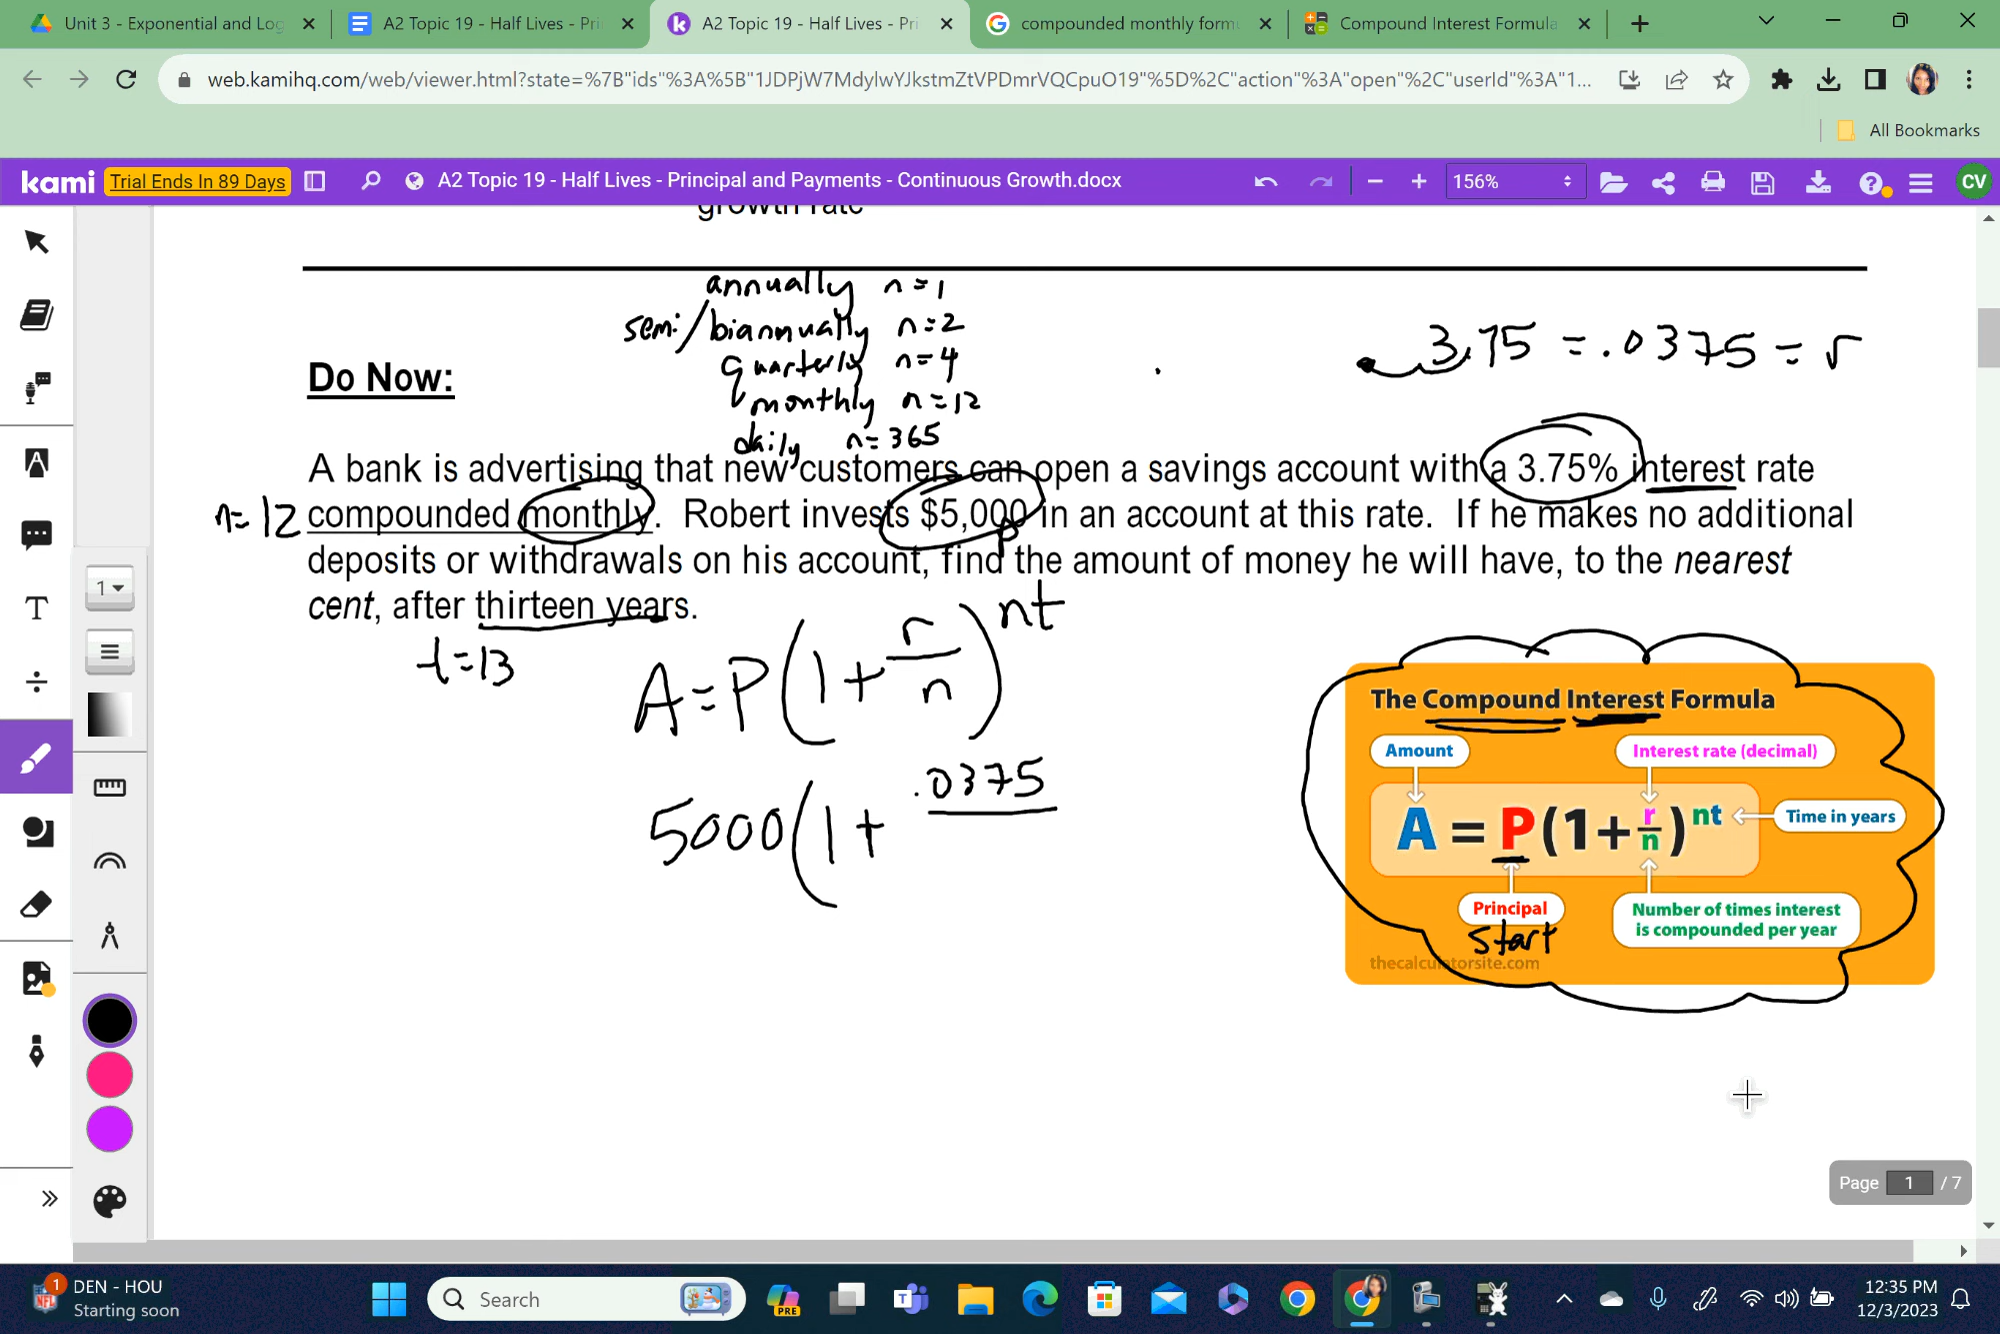 Unit 3 - Exponential and Log
A2 Topic 19 - Half Lives - Pri
A2 Topic 19 - Half Lives - Pri
compounded monthly form
Compound Interest Formula
web.kamihq.com/web/viewer.html?state=%7B"ids"%3A%5B"1JDPjW7MdylwYJkstmZtVPDmrVQCpuO19"%5D%2C"action"%3A"open"%2C"userId"%3A"1...
All Bookmarks
kami Trial Ends In 89 Days A2 Topic 19 - Half Lives - Principal and Payments - Continuous Growth.docx 156% CV
growth rate
annually n=1
semi/biannually n=2
quarterly n=4
monthly n=12
daily n=365
3.75 = .0375 = r
Do Now:
A bank is advertising that new customers can open a savings account with a 3.75% interest rate
n=12 compounded monthly. Robert invests $5,000 in an account at this rate. If he makes no additional
P
deposits or withdrawals on his account, find the amount of money he will have, to the nearest
cent, after thirteen years.
t=13
A=P(1+r/n)^nt
5000(1+ .0375
The Compound Interest Formula
Amount
Interest rate (decimal)
A = P(1+r/n)^nt
Time in years
Principal
start
Number of times interest
is compounded per year
thecalculatorsite.com
1
T
Page 1 / 7
1
DEN - HOU
Starting soon
Search
PRE
12:35 PM
12/3/2023